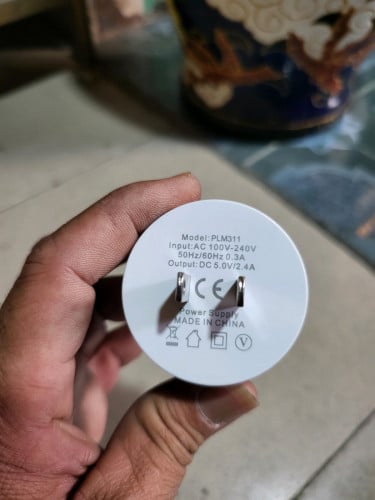 Model:PLM311
Input:AC 100V-240V
50Hz/60Hz 0.3A
Output:DC 5.0V/2.4A
CE
Power Supply
MADE IN CHINA
V